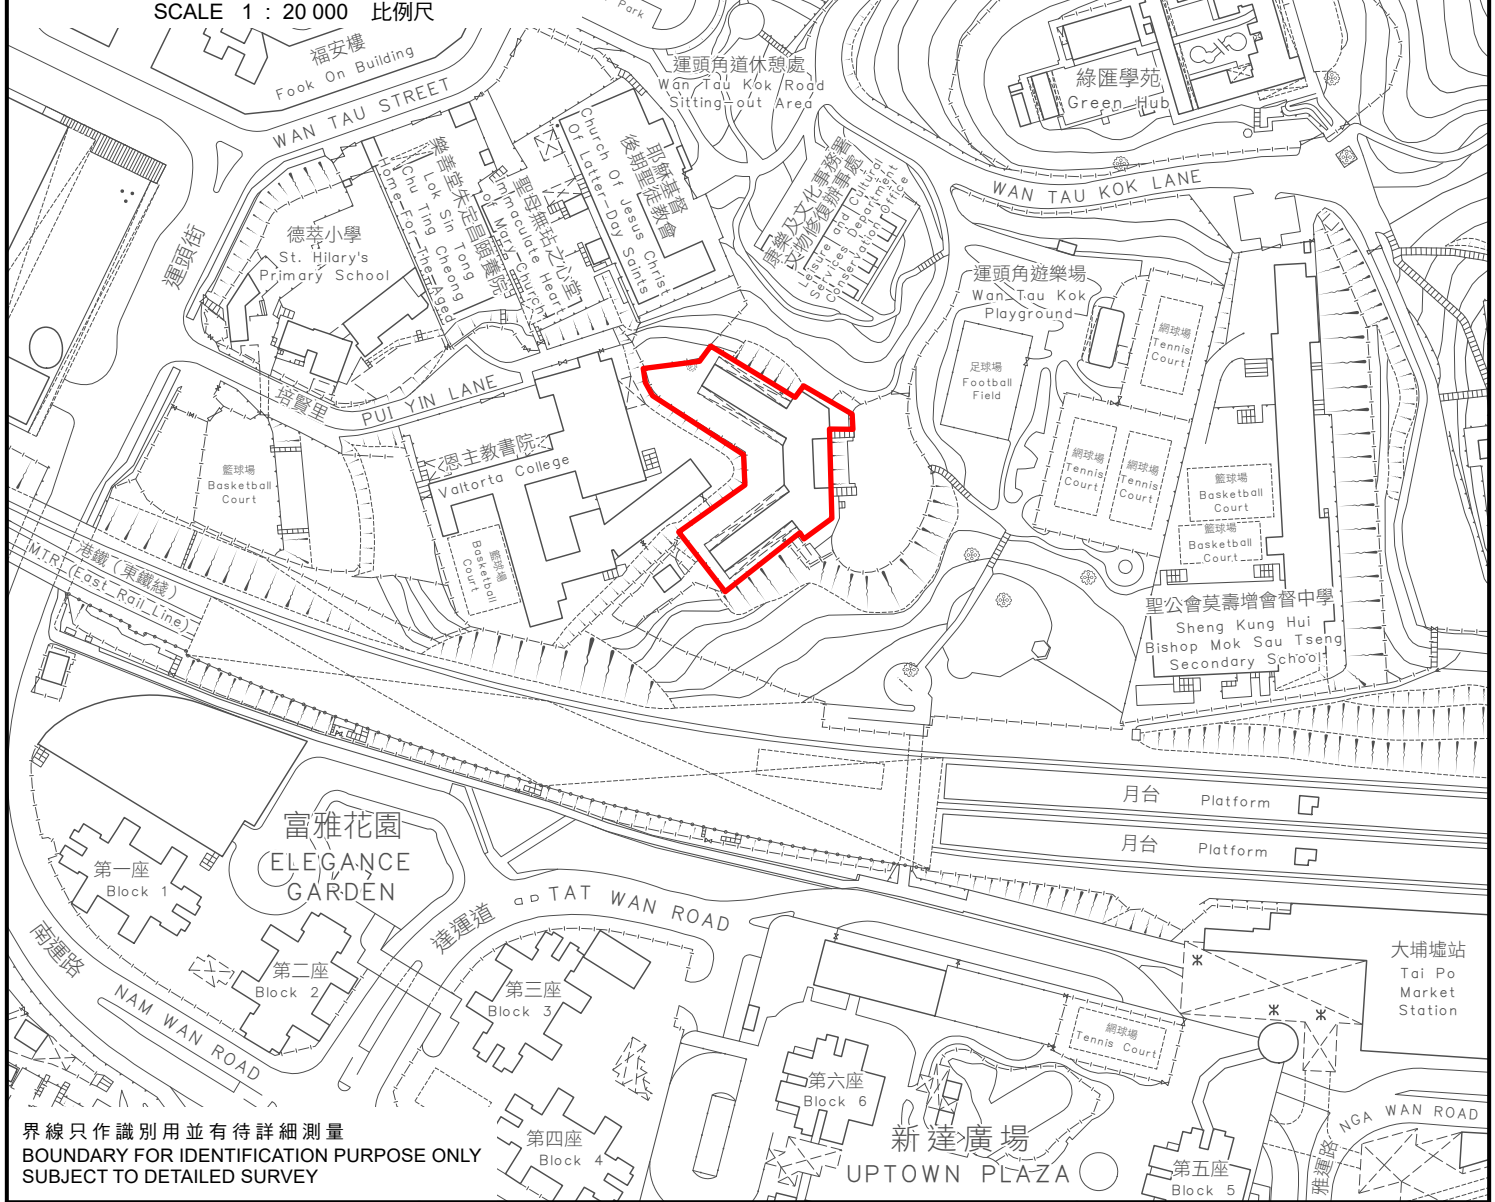 SCALE 1 : 20 000 比例尺
Park
福安樓
Fook On Building
WAN TAU STREET
運頭角道休憩處
Wan Tau Kok Road
Sitting-out Area
綠匯學苑
Green Hub
WAN TAU KOK LANE
運頭街
德萃小學
St. Hilary's
Primary School
樂善堂朱定昌頤養院
Lok Sin Tong
Chu Ting Cheong
Home For The Aged
聖母無玷之心堂
Immaculate Heart
of Mary Church
耶穌基督
後期聖徒教會
Church Of Jesus Christ
Of Latter-Day Saints
康樂及文化事務署
文物修復辦事處
Leisure and Cultural
Services Department
Conservation Office
運頭角遊樂場
Wan Tau Kok
Playground
網球場
Tennis
Court
足球場
Football
Field
網球場
Tennis
Court
網球場
Tennis
Court
培賢里
PUI YIN LANE
籃球場
Basketball
Court
恩主教書院
Valtorta College
籃球場
Basketball
Court
籃球場
Basketball
Court
籃球場
Basketball
Court
港鐵 (東鐵綫)
MTR (East Rail Line)
聖公會莫壽增會督中學
Sheng Kung Hui
Bishop Mok Sau Tseng
Secondary School
月台 Platform
月台 Platform
富雅花園
ELEGANCE
GARDEN
第一座
Block 1
第二座
Block 2
第三座
Block 3
第四座
Block 4
南運路
NAM WAN ROAD
達運道
TAT WAN ROAD
大埔墟站
Tai Po
Market
Station
網球場
Tennis Court
第六座
Block 6
新達廣場
UPTOWN PLAZA
第五座
Block 5
雅運路
NGA WAN ROAD
界線只作識別用並有待詳細測量
BOUNDARY FOR IDENTIFICATION PURPOSE ONLY
SUBJECT TO DETAILED SURVEY